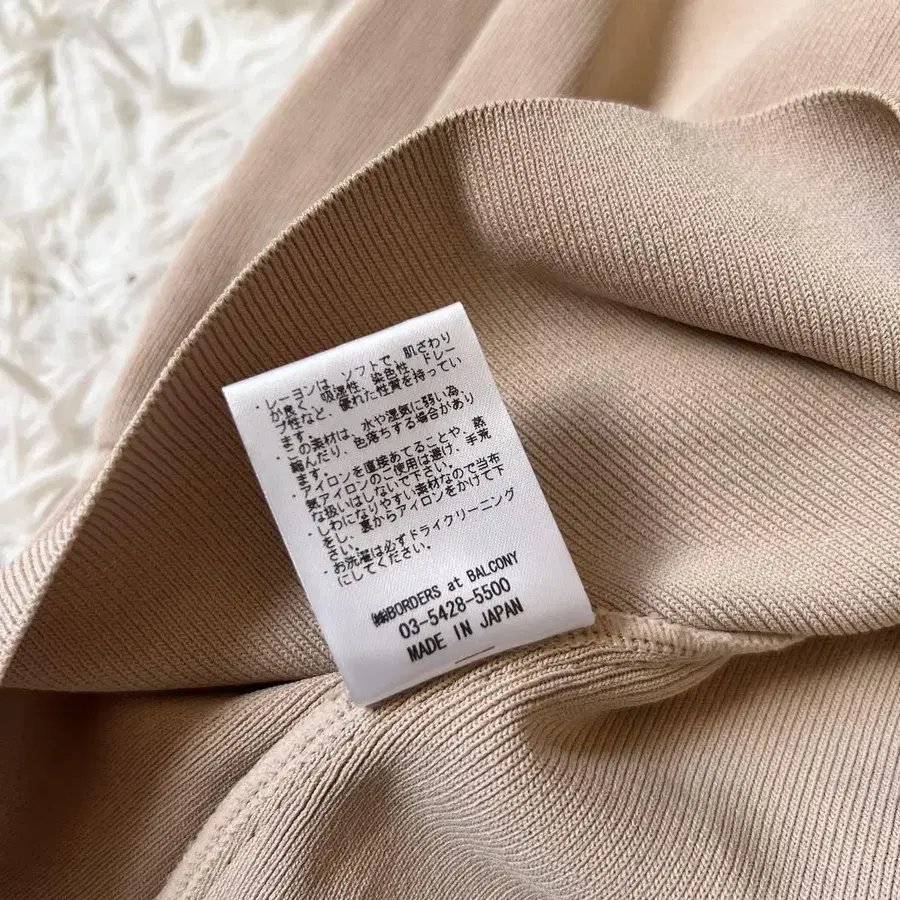 ・レーヨンは、ソフトで、肌ざわり
が良く、吸湿性、染色性、ドレー
プ性など、優れた性質を持ってい
ます。
・この素材は、水や湿気に弱い為
縮んだり、色落ちする場合があり
ます。
・アイロンを直接あてることや、蒸
気アイロンのご使用は避け、手荒
な扱いはしないで下さい。
・しわになりやすい素材なので当布
をし、裏からアイロンをかけて下
さい。
・お洗濯は必ずドライクリーニング
にしてください。
㈱BORDERS at BALCONY
03-5428-5500
MADE IN JAPAN